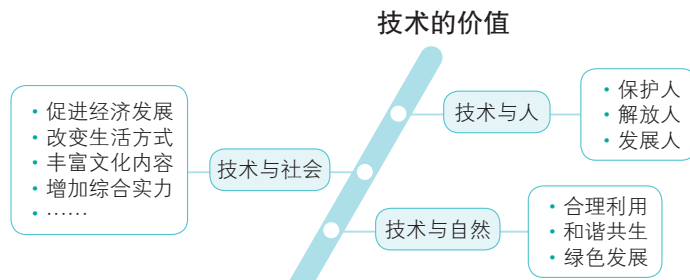 技术的价值
技术与人
• 保护人
• 解放人
• 发展人
技术与社会
• 促进经济发展
• 改变生活方式
• 丰富文化内容
• 增加综合实力
• ……
技术与自然
• 合理利用
• 和谐共生
• 绿色发展